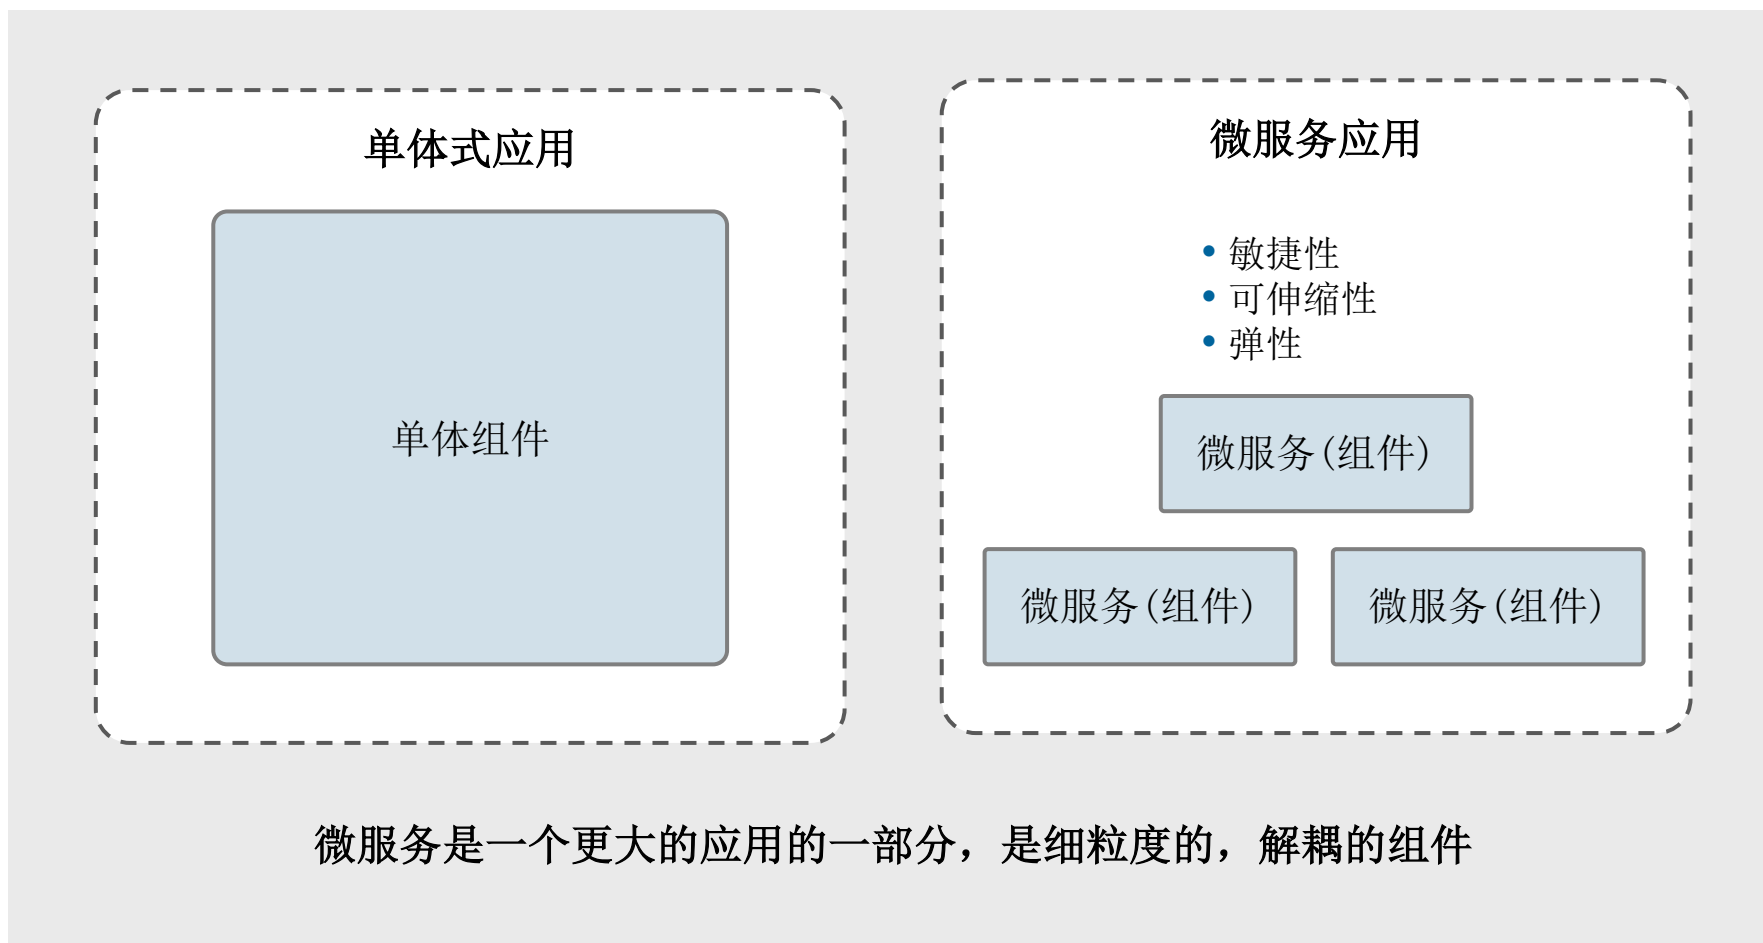 单体式应用
单体组件
微服务应用
• 敏捷性
• 可伸缩性
• 弹性
微服务(组件)
微服务(组件)
微服务(组件)
微服务是一个更大的应用的一部分，是细粒度的，解耦的组件